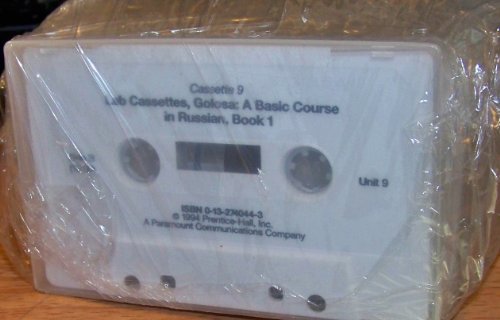 Cassette 9
Lab Cassettes, Golosa: A Basic Course
in Russian, Book 1
Unit 9
ISBN 0-13-274044-3
© 1994 Prentice-Hall, Inc.
A Paramount Communications Company